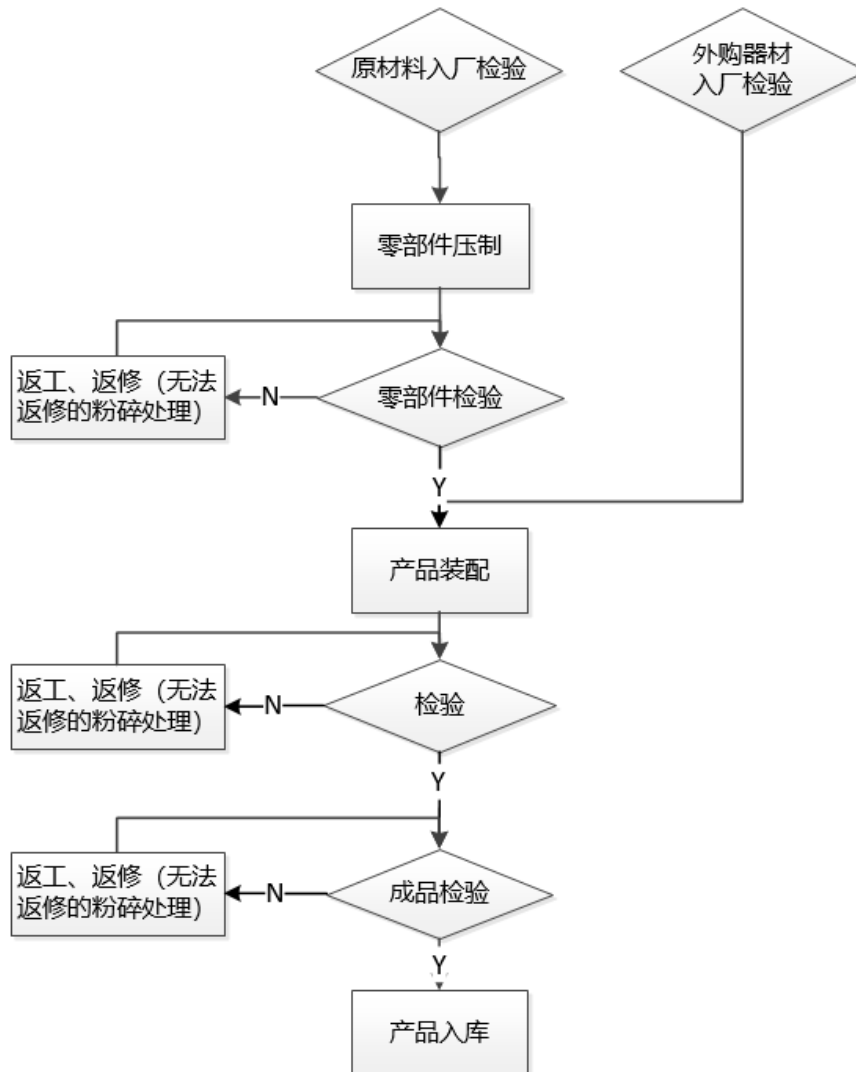 原材料入厂检验
外购器材
入厂检验
零部件压制
返工、返修（无法
返修的粉碎处理）
N
零部件检验
Y
产品装配
返工、返修（无法
返修的粉碎处理）
N
检验
Y
返工、返修（无法
返修的粉碎处理）
N
成品检验
Y
产品入库